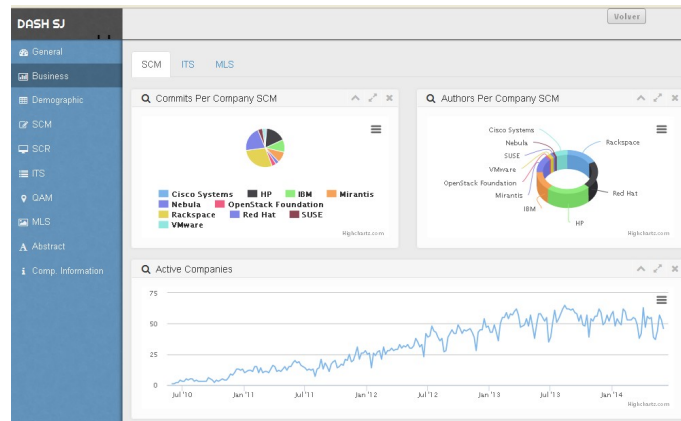 DASH SJ
Volver
General
Business
Demographic
SCM
SCR
ITS
QAM
MLS
Abstract
Comp. Information
SCM ITS MLS
Commits Per Company SCM
Cisco Systems HP IBM Mirantis
Nebula OpenStack Foundation
Rackspace Red Hat SUSE
VMware
Highcharts.com
Authors Per Company SCM
Cisco Systems
Nebula
SUSE
VMware
OpenStack Foundation
Mirantis
IBM
HP
Red Hat
Rackspace
Highcharts.com
Active Companies
75
50
25
0
Jul '10 Jan '11 Jul '11 Jan '12 Jul '12 Jan '13 Jul '13 Jan '14
Highcharts.com